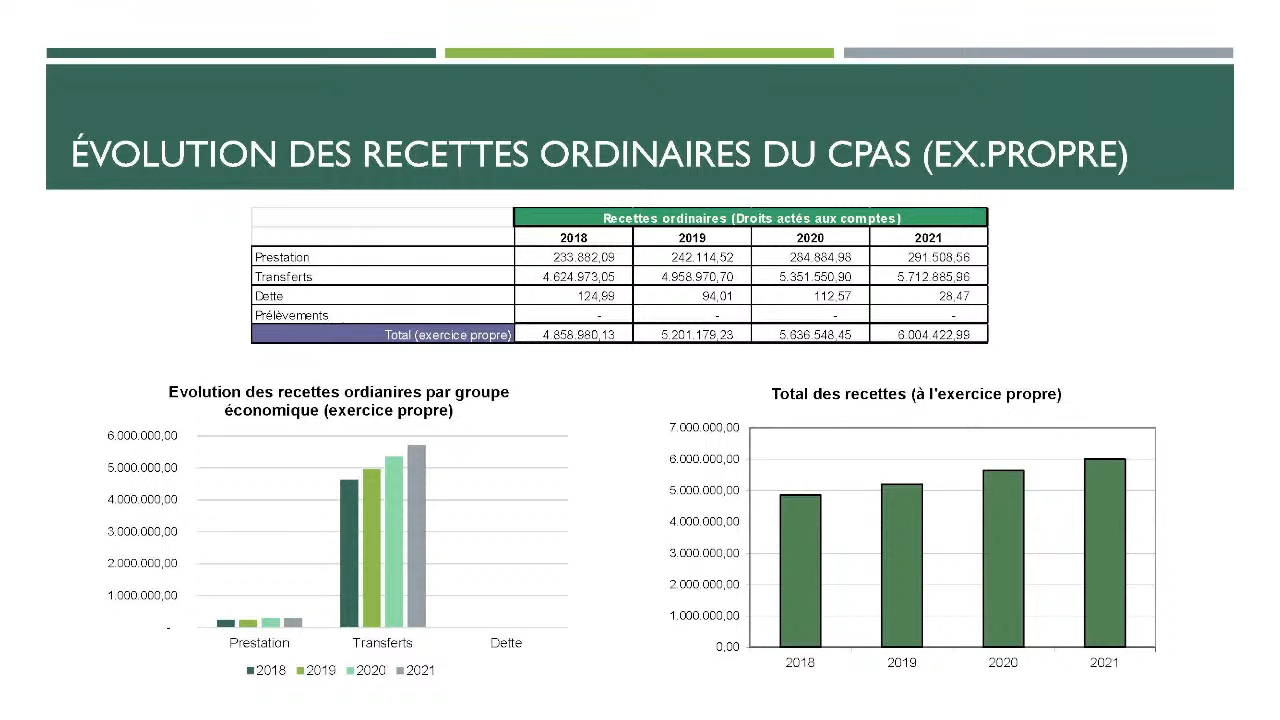 ÉVOLUTION DES RECETTES ORDINAIRES DU CPAS (EX.PROPRE)
Recettes ordinaires (Droits actés aux comptes)
2018 2019 2020 2021
Prestation 233.882,09 242.114,52 284.884,98 291.508,56
Transferts 4.624.973,05 4.958.970,70 5.351.550,90 5.712.885,96
Dette 124,99 94,01 112,57 28,47
Prélèvements - - - -
Total (exercice propre) 4.858.980,13 5.201.179,23 5.636.548,45 6.004.422,99
Evolution des recettes ordianires par groupe
économique (exercice propre)
6.000.000,00
5.000.000,00
4.000.000,00
3.000.000,00
2.000.000,00
1.000.000,00
-
Prestation Transferts Dette
2018 2019 2020 2021
Total des recettes (à l'exercice propre)
7.000.000,00
6.000.000,00
5.000.000,00
4.000.000,00
3.000.000,00
2.000.000,00
1.000.000,00
0,00
2018 2019 2020 2021